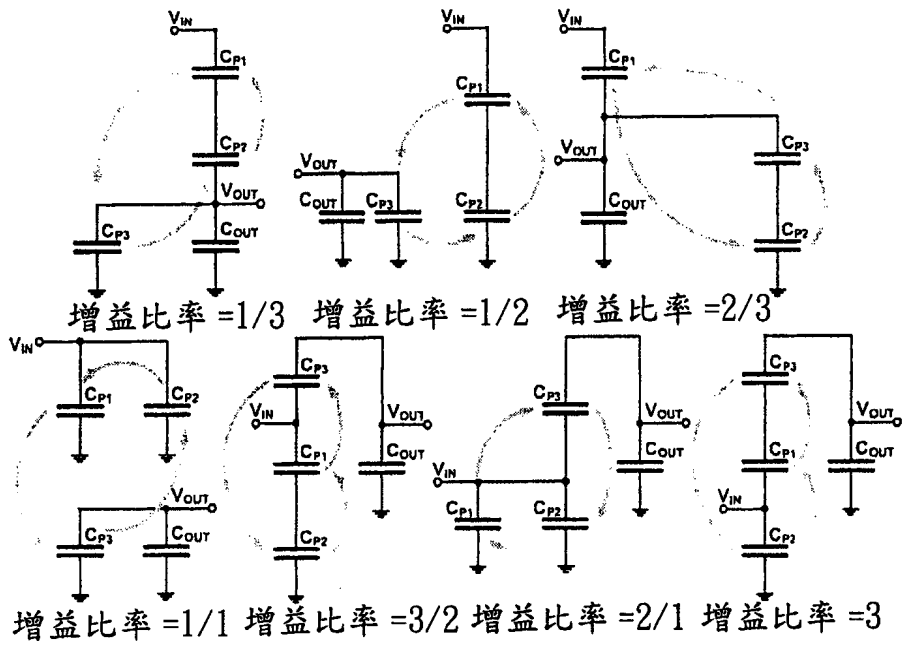 VIN VIN VIN
CP1 CP1 CP1
CP2 VOUT CP3
VOUT VOUT
CP3 COUT COUT CP3 CP2 COUT CP2
增益比率 =1/3 增益比率 =1/2 增益比率 =2/3
VIN CP3 CP3 CP3
CP1 CP2 VIN VOUT VOUT VOUT
CP1 COUT VIN COUT CP1 COUT
VOUT CP1 CP2 VIN
CP3 COUT CP2 CP2
增益比率 =1/1 增益比率 =3/2 增益比率 =2/1 增益比率 =3